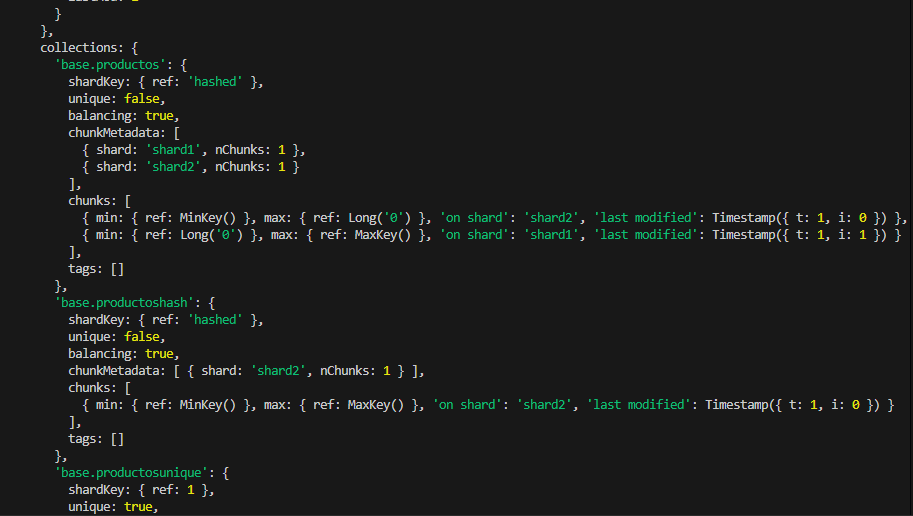 }
},
collections: {
'base.productos': {
shardKey: { ref: 'hashed' },
unique: false,
balancing: true,
chunkMetadata: [
{ shard: 'shard1', nChunks: 1 },
{ shard: 'shard2', nChunks: 1 }
],
chunks: [
{ min: { ref: MinKey() }, max: { ref: Long('0') }, 'on shard': 'shard2', 'last modified': Timestamp({ t: 1, i: 0 }) },
{ min: { ref: Long('0') }, max: { ref: MaxKey() }, 'on shard': 'shard1', 'last modified': Timestamp({ t: 1, i: 1 }) }
],
tags: []
},
'base.productoshash': {
shardKey: { ref: 'hashed' },
unique: false,
balancing: true,
chunkMetadata: [ { shard: 'shard2', nChunks: 1 } ],
chunks: [
{ min: { ref: MinKey() }, max: { ref: MaxKey() }, 'on shard': 'shard2', 'last modified': Timestamp({ t: 1, i: 0 }) }
],
tags: []
},
'base.productosunique': {
shardKey: { ref: 1 },
unique: true,